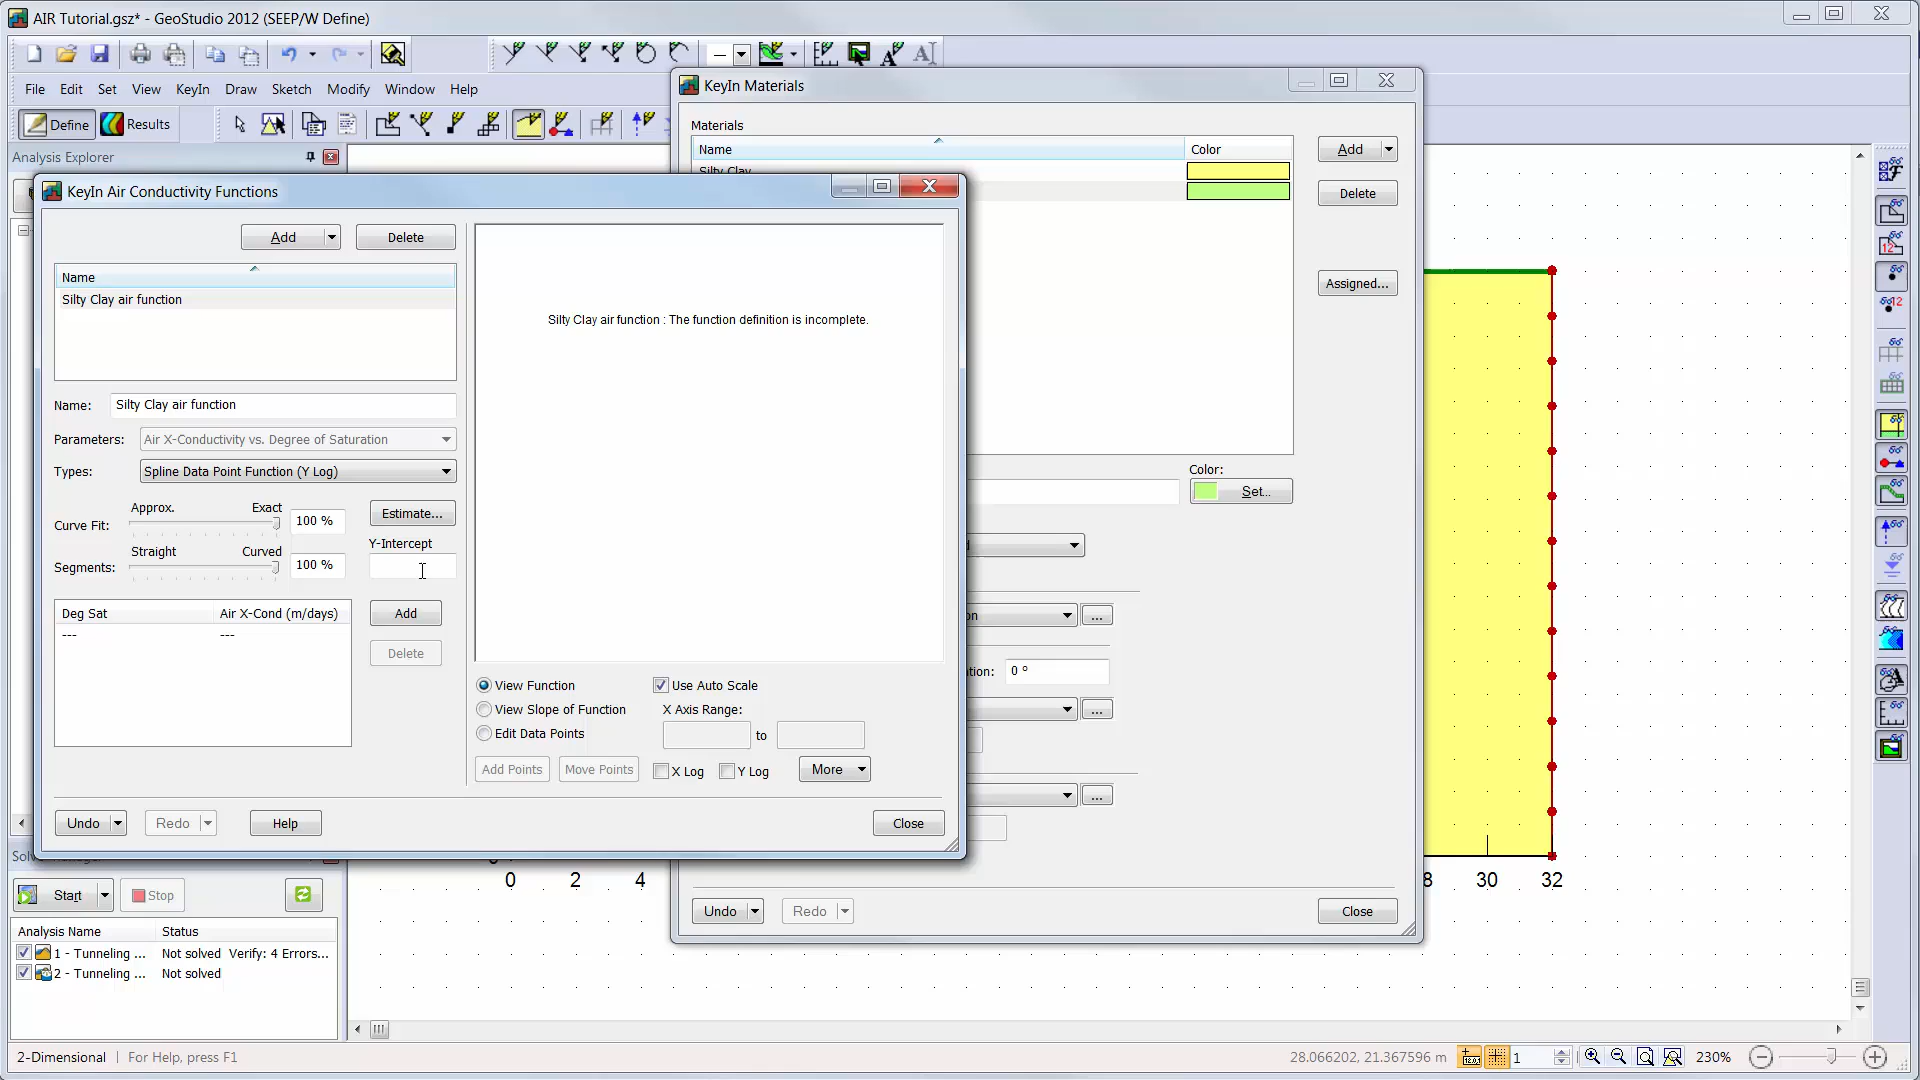 AIR Tutorial.gsz* - GeoStudio 2012 (SEEP/W Define)
File Edit Set View KeyIn Draw Sketch Modify Window Help
Define Results
Analysis Explorer
KeyIn Materials
Materials
Name Color
Silty Clay
Add
Delete
Assigned...
Color:
Set...
0 °
Undo Redo Close
KeyIn Air Conductivity Functions
Add Delete
Name
Silty Clay air function
Name: Silty Clay air function
Parameters: Air X-Conductivity vs. Degree of Saturation
Types: Spline Data Point Function (Y Log)
Approx. Exact
Curve Fit: 100 % Estimate...
Straight Curved Y-Intercept
Segments: 100 %
Deg Sat Air X-Cond (m/days) Add
--- ---
Delete
Silty Clay air function : The function definition is incomplete.
View Function Use Auto Scale
View Slope of Function X Axis Range:
Edit Data Points to
Add Points Move Points X Log Y Log More
Undo Redo Help Close
0 2 4 8 30 32
Start Stop
Analysis Name Status
1 - Tunneling ... Not solved Verify: 4 Errors...
2 - Tunneling ... Not solved
2-Dimensional For Help, press F1 28.066202, 21.367596 m 1 230%